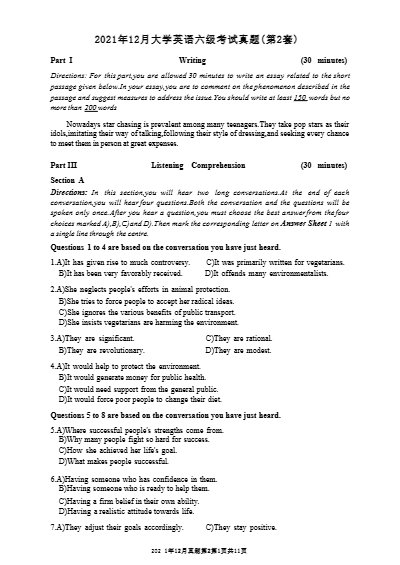 2021年12月大学英语六级考试真题(第2套)
Part I Writing (30 minutes)
Directions: For this part,you are allowed 30 minutes to write an essay related to the short
passage given below.In your essay,you are to comment on the phenomenon described in the
passage and suggest measures to address the issue.You should write at least 150 words but no
more than 200 words
Nowadays star chasing is prevalent among many teenagers.They take pop stars as their
idols,imitating their way of talking,following their style of dressing,and seeking every chance
to meet them in person at great expenses.
Part III Listening Comprehension (30 minutes)
Section A
Directions: In this section,you will hear two long conversations.At the end of each
conversation,you will hear four questions.Both the conversation and the questions will be
spoken only once.After you hear a question,you must choose the best answer from the four
choices marked A),B),C)and D).Then mark the corresponding letter on Answer Sheet 1 with
a single line through the centre.
Questions 1 to 4 are based on the conversation you have just heard.
1.A)It has given rise to much controversy. C)It was primarily written for vegetarians.
B)It has been very favorably received. D)It offends many environmentalists.
2.A)She neglects people's efforts in animal protection.
B)She tries to force people to accept her radical ideas.
C)She ignores the various benefits of public transport.
D)She insists vegetarians are harming the environment.
3.A)They are significant. C)They are rational.
B)They are revolutionary. D)They are modest.
4.A)It would help to protect the environment.
B)It would generate money for public health.
C)It would need support from the general public.
D)It would force poor people to change their diet.
Questions 5 to 8 are based on the conversation you have just heard.
5.A)Where successful people's strengths come from.
B)Why many people fight so hard for success.
C)How she achieved her life's goal.
D)What makes people successful.
6.A)Having someone who has confidence in them.
B)Having someone who is ready to help them.
C)Having a firm belief in their own ability.
D)Having a realistic attitude towards life.
7.A)They adjust their goals accordingly. C)They stay positive.
202 1年12月真题第2第1页共11页